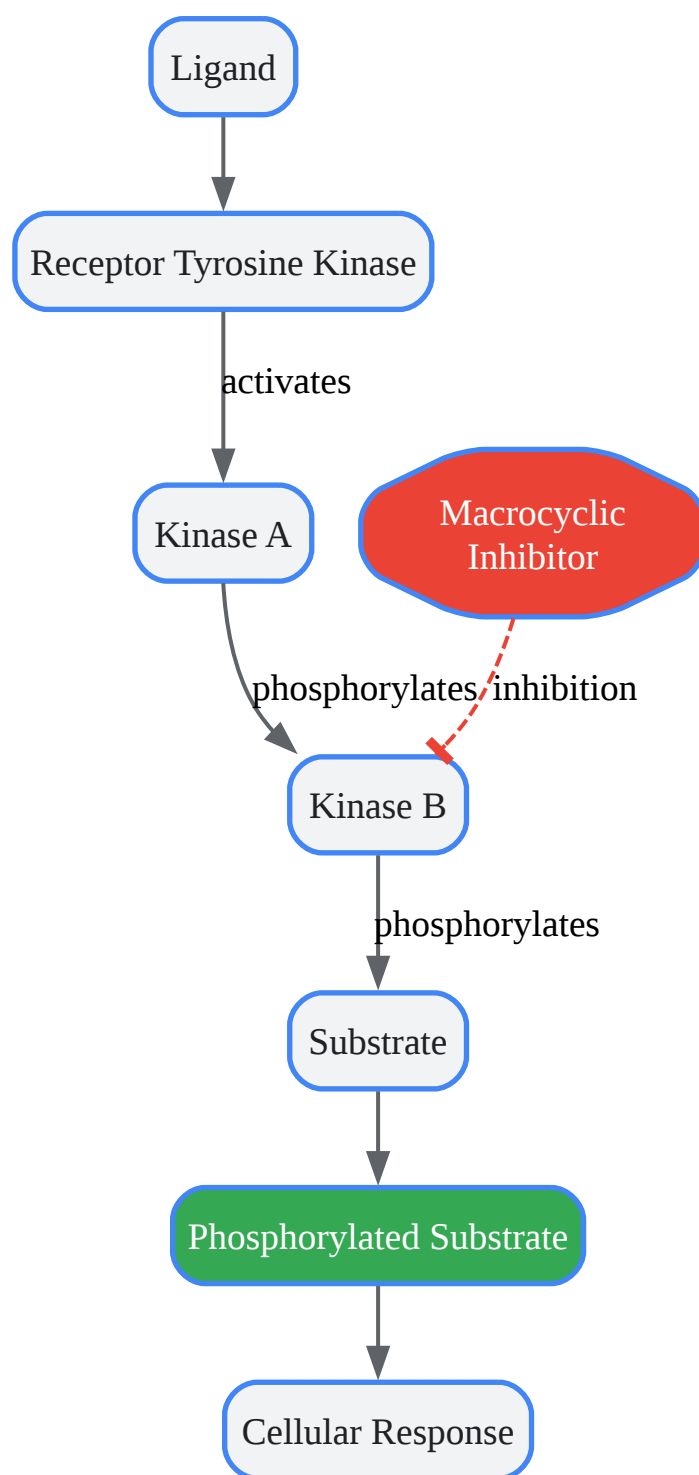 Ligand
Receptor Tyrosine Kinase
activates
Kinase A
Macrocyclic
Inhibitor
phosphorylates
inhibition
Kinase B
phosphorylates
Substrate
Phosphorylated Substrate
Cellular Response